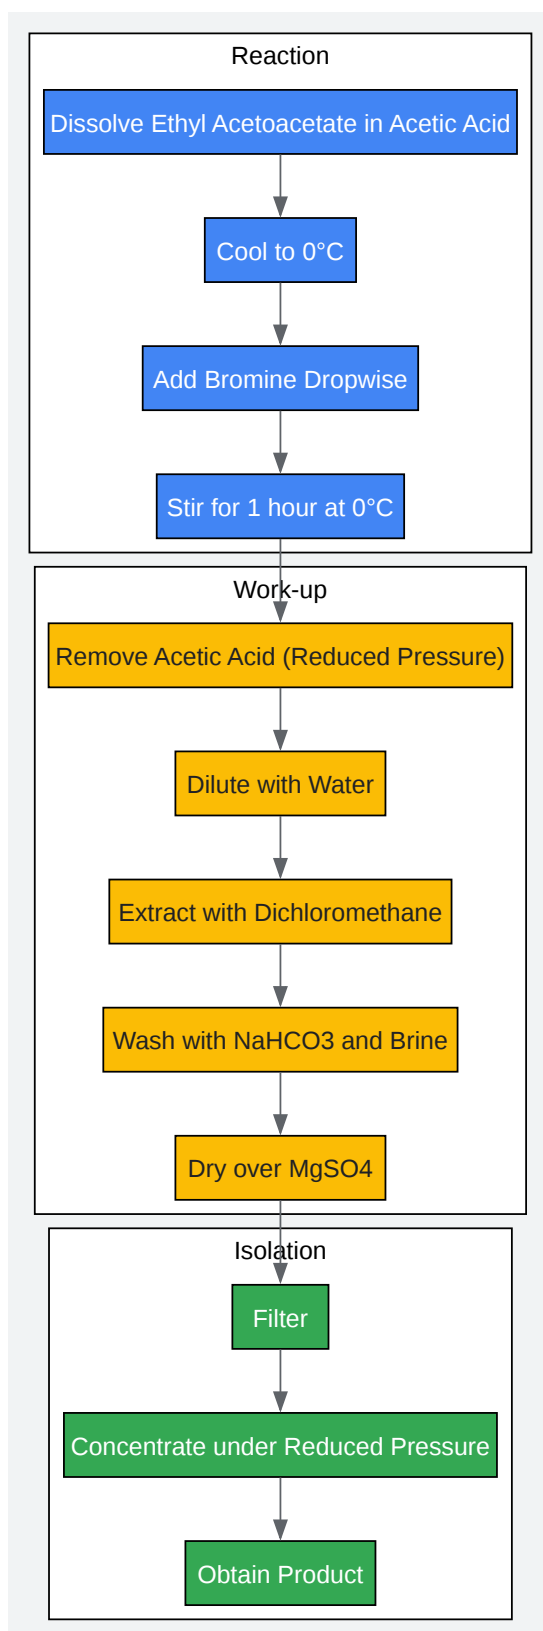 Reaction
Dissolve Ethyl Acetoacetate in Acetic Acid
Cool to 0°C
Add Bromine Dropwise
Stir for 1 hour at 0°C
Work-up
Remove Acetic Acid (Reduced Pressure)
Dilute with Water
Extract with Dichloromethane
Wash with NaHCO3 and Brine
Dry over MgSO4
Isolation
Filter
Concentrate under Reduced Pressure
Obtain Product